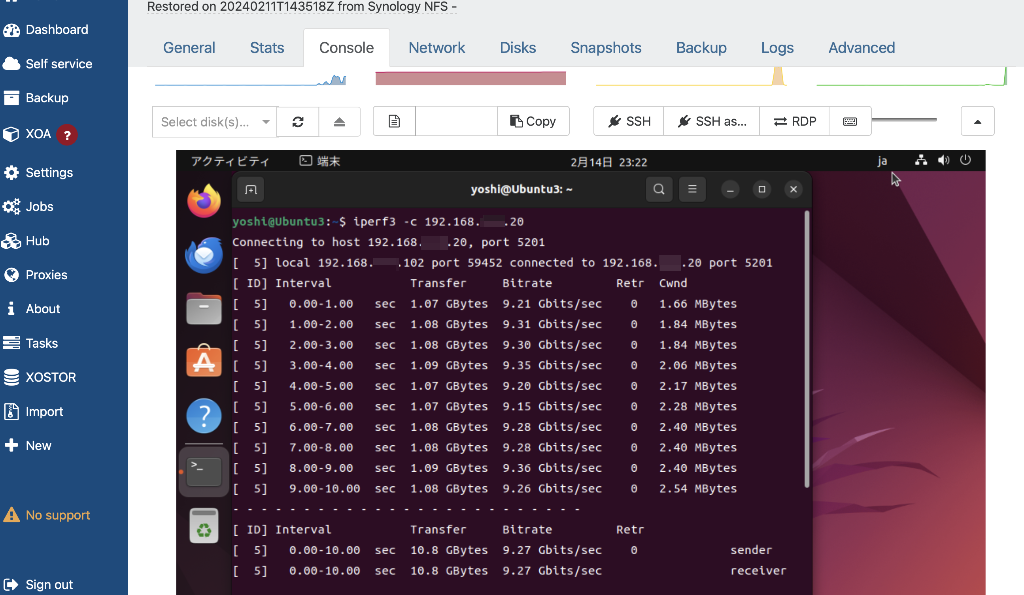 Restored on 20240211T143518Z from Synology NFS -
Dashboard
Self service
Backup
XOA ?
Settings
Jobs
Hub
Proxies
About
Tasks
XOSTOR
Import
New
No support
Sign out
General Stats Console Network Disks Snapshots Backup Logs Advanced
Select disk(s)... Copy SSH SSH as... RDP
アクティビティ 端末 2月14日 23:22 ja
yoshi@Ubuntu3: ~
yoshi@Ubuntu3:~$ iperf3 -c 192.168. .20
Connecting to host 192.168. .20, port 5201
[ 5] local 192.168. .102 port 59452 connected to 192.168. .20 port 5201
[ ID] Interval Transfer Bitrate Retr Cwnd
[ 5] 0.00-1.00 sec 1.07 GBytes 9.21 Gbits/sec 0 1.66 MBytes
[ 5] 1.00-2.00 sec 1.08 GBytes 9.31 Gbits/sec 0 1.84 MBytes
[ 5] 2.00-3.00 sec 1.08 GBytes 9.30 Gbits/sec 0 1.84 MBytes
[ 5] 3.00-4.00 sec 1.09 GBytes 9.35 Gbits/sec 0 2.06 MBytes
[ 5] 4.00-5.00 sec 1.07 GBytes 9.20 Gbits/sec 0 2.17 MBytes
[ 5] 5.00-6.00 sec 1.07 GBytes 9.15 Gbits/sec 0 2.28 MBytes
[ 5] 6.00-7.00 sec 1.08 GBytes 9.28 Gbits/sec 0 2.40 MBytes
[ 5] 7.00-8.00 sec 1.08 GBytes 9.28 Gbits/sec 0 2.40 MBytes
[ 5] 8.00-9.00 sec 1.09 GBytes 9.36 Gbits/sec 0 2.40 MBytes
[ 5] 9.00-10.00 sec 1.08 GBytes 9.26 Gbits/sec 0 2.54 MBytes
- - - - - - - - - - - - - - - - - - - - - - - - -
[ ID] Interval Transfer Bitrate Retr
[ 5] 0.00-10.00 sec 10.8 GBytes 9.27 Gbits/sec 0 sender
[ 5] 0.00-10.00 sec 10.8 GBytes 9.27 Gbits/sec receiver